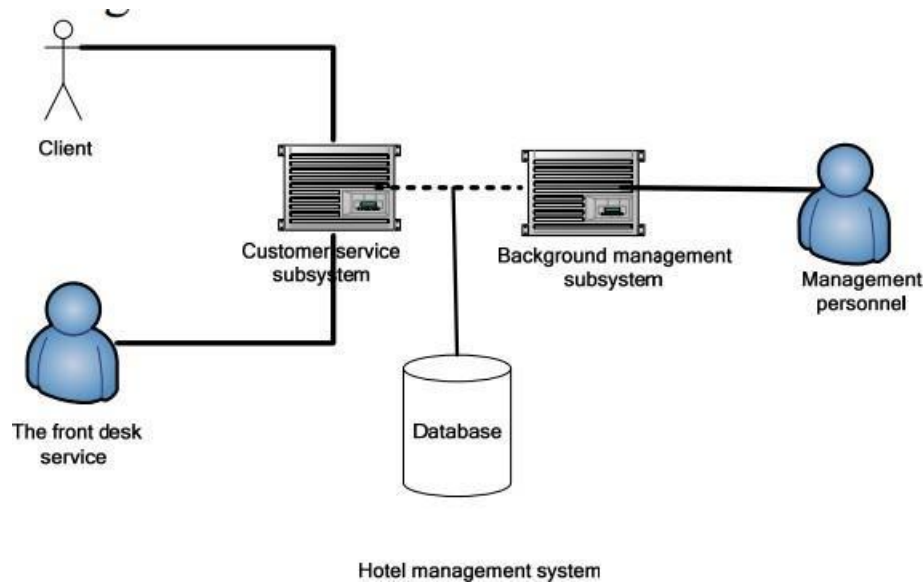 Client
Customer service
subsystem
Background management
subsystem
Management
personnel
The front desk
service
Database
Hotel management system